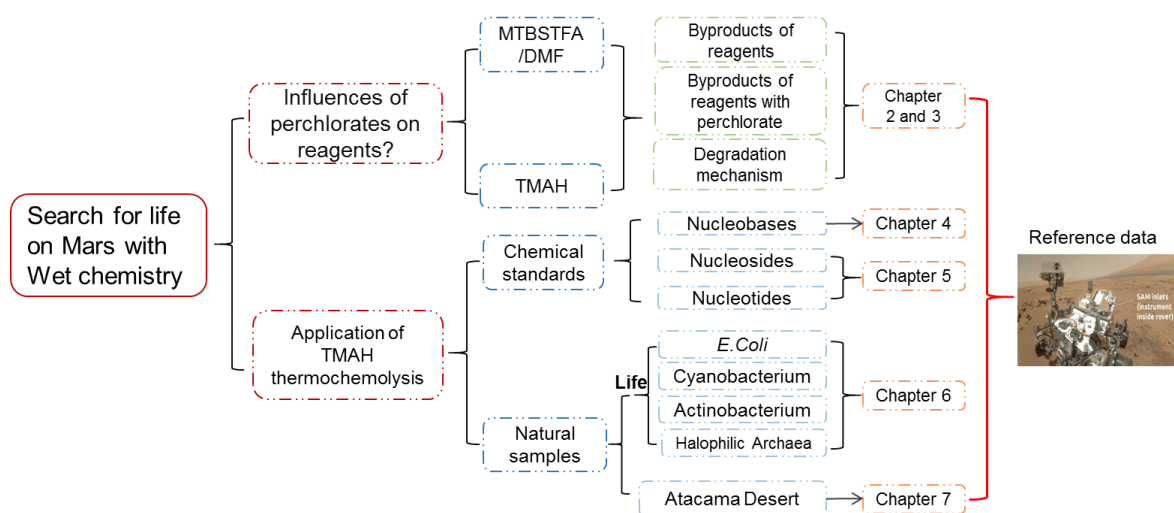 Search for life
on Mars with
Wet chemistry
Influences of
perchlorates on
reagents?
Application of
TMAH
thermochemolysis
MTBSTFA
/DMF
TMAH
Chemical
standards
Natural
samples
Byproducts of
reagents
Byproducts of
reagents with
perchlorate
Degradation
mechanism
Nucleobases
Nucleosides
Nucleotides
Life
E.Coli
Cyanobacterium
Actinobacterium
Halophilic Archaea
Atacama Desert
Chapter
2 and 3
Chapter 4
Chapter 5
Chapter 6
Chapter 7
Reference data
SAM inlets
(instrument
inside rover)